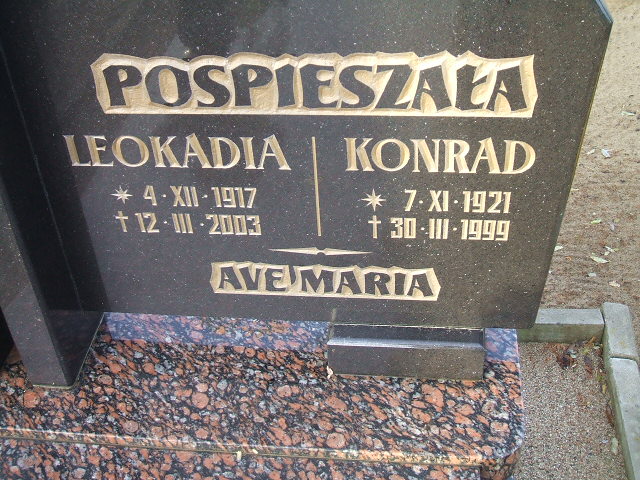 POSPIESZAŁA
LEOKADIA
4·XII·1917
12·III·2003
KONRAD
7·XI·1921
30·III·1999
AVE MARIA